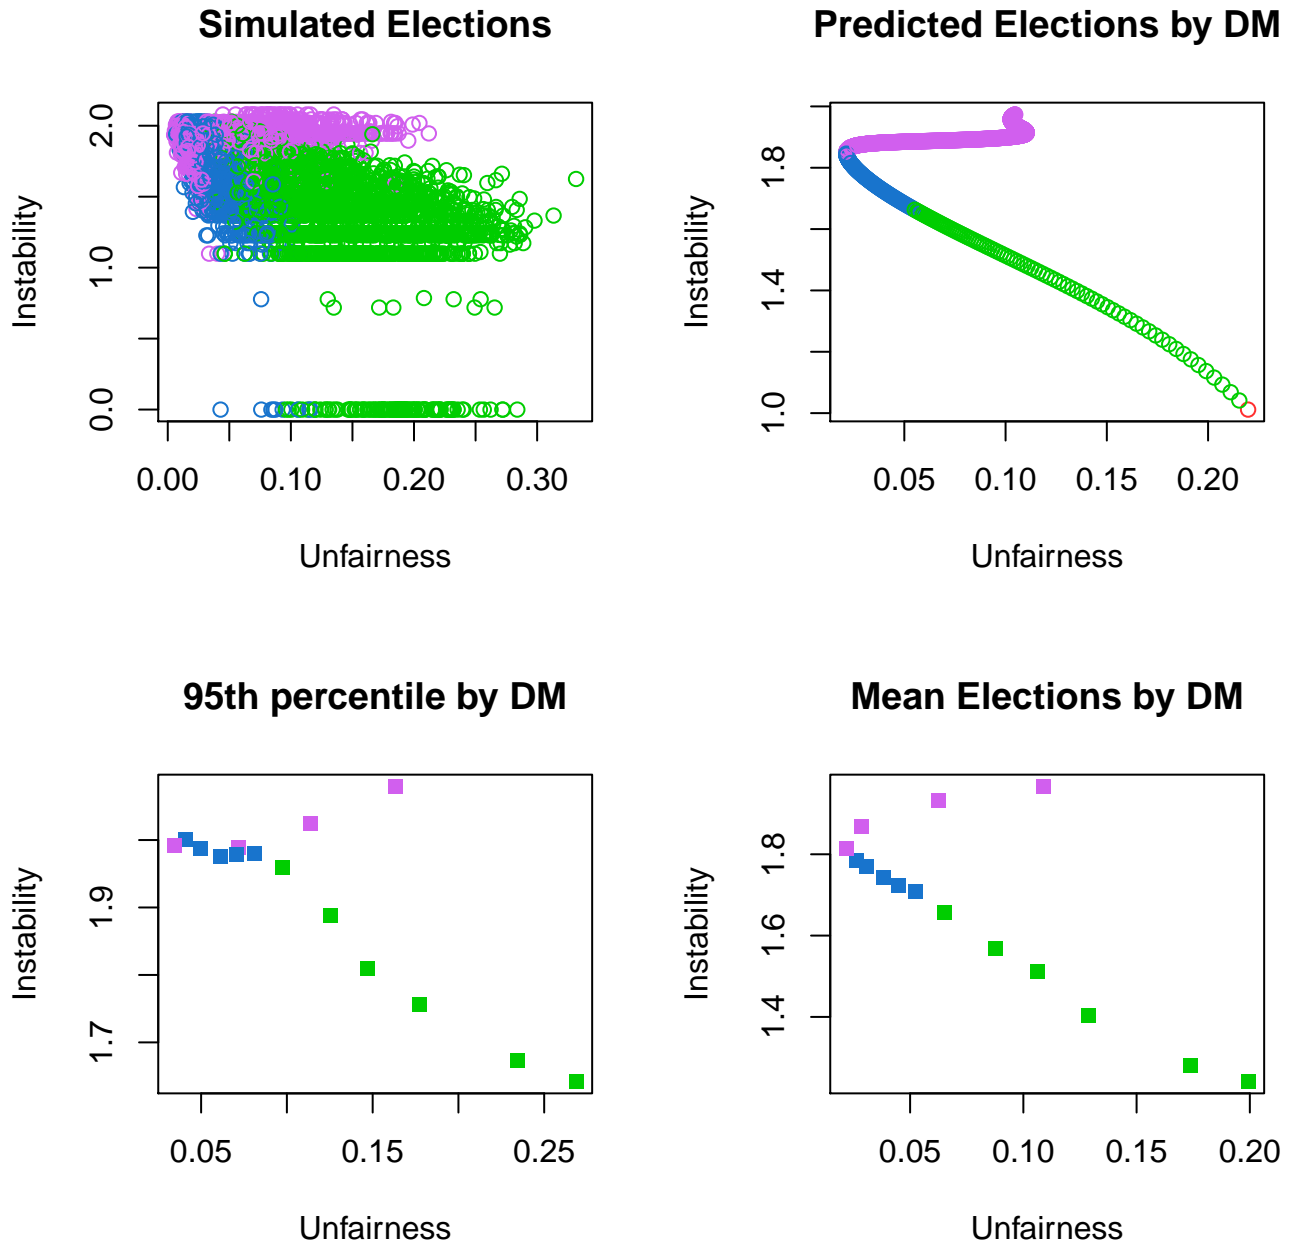 Simulated Elections
Instability
2.0
1.0
0.0
0.00 0.10 0.20 0.30
Unfairness
Predicted Elections by DM
Instability
1.8
1.4
1.0
0.05 0.10 0.15 0.20
Unfairness
95th percentile by DM
Instability
1.9
1.7
0.05 0.15 0.25
Unfairness
Mean Elections by DM
Instability
1.8
1.6
1.4
0.05 0.10 0.15 0.20
Unfairness